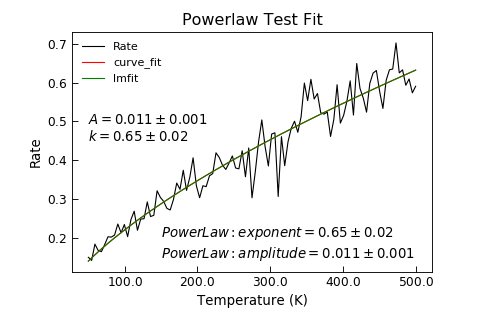 Powerlaw Test Fit
0.7
0.6
0.5
0.4
0.3
0.2
Rate
Rate
curve_fit
lmfit
A = 0.011 ± 0.001
k = 0.65 ± 0.02
PowerLaw: exponent = 0.65 ± 0.02
PowerLaw: amplitude = 0.011 ± 0.001
100.0 200.0 300.0 400.0 500.0
Temperature (K)